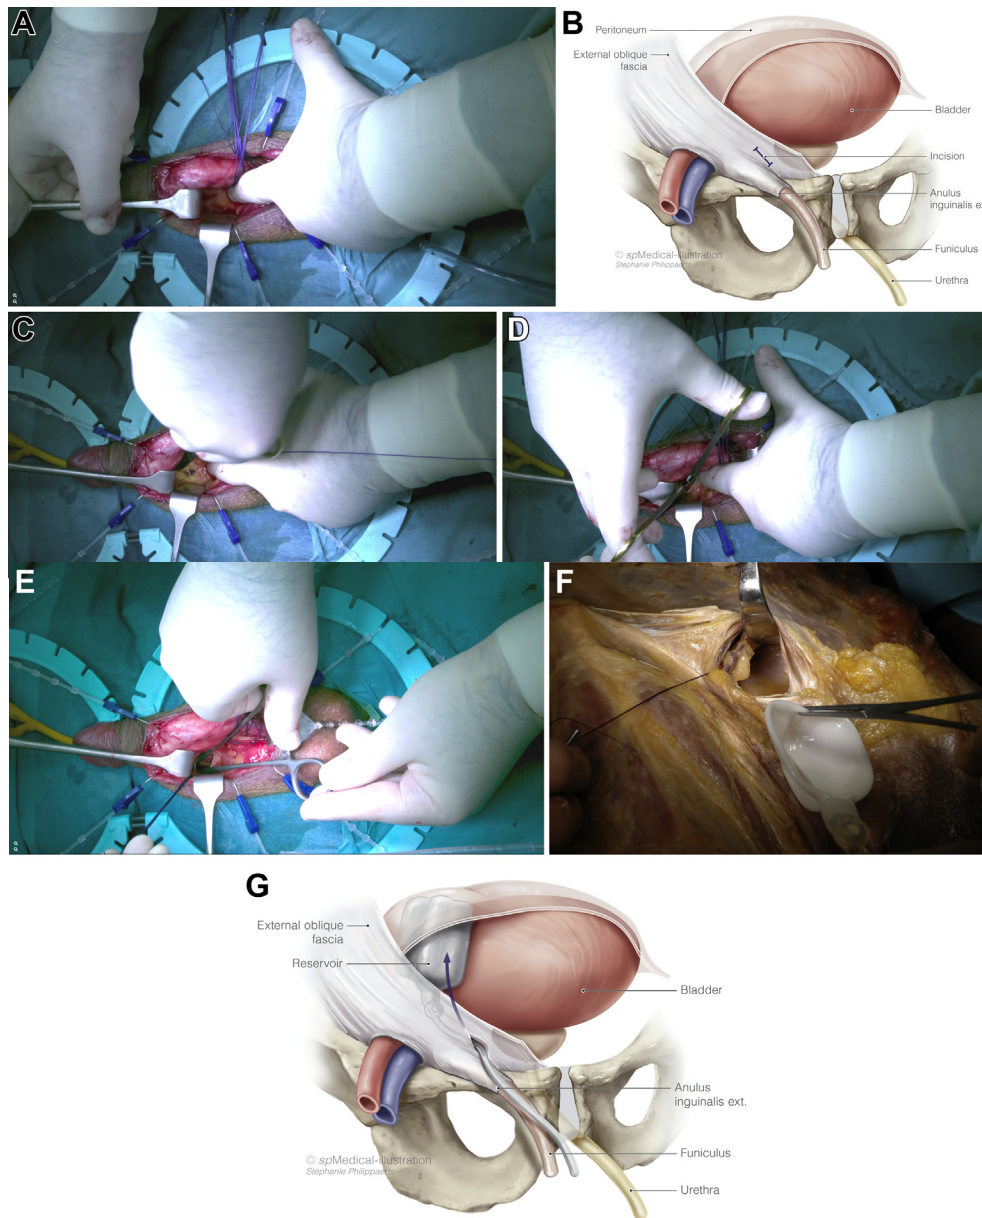 A
B
Peritoneum
External oblique
fascia
Bladder
Incision
Anulus
inguinalis ex
Funiculus
Urethra
© spMedical-illustration
Stephanie Philippaerts
C
D
E
F
G
External oblique
fascia
Reservoir
Bladder
Anulus
inguinalis ext.
Funiculus
Urethra
© spMedical-illustration
Stephanie Philippaerts